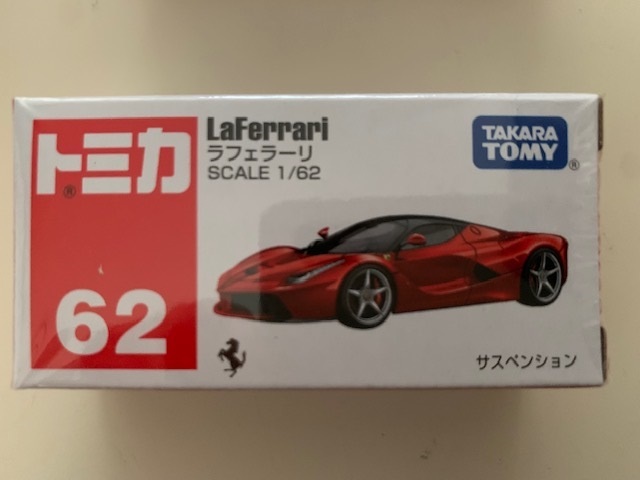 トミカ
®
62
LaFerrari
ラフェラーリ
SCALE 1/62
TAKARA
TOMY
®
サスペンション